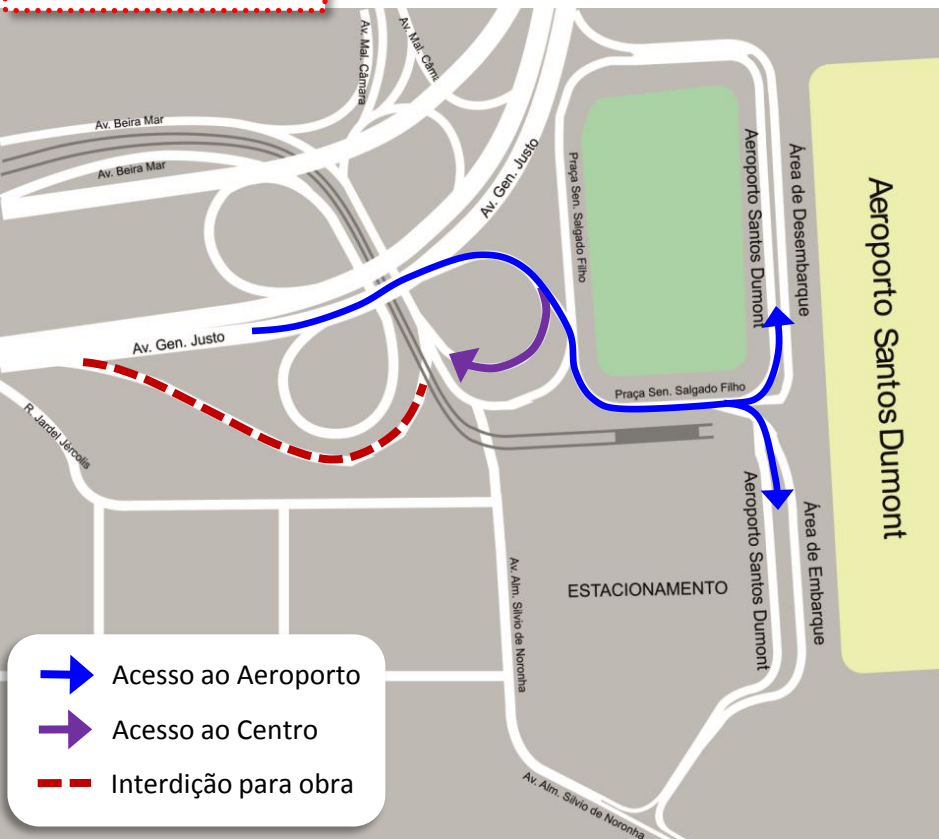 Av. Mal. Câmara
Av. Mal. Câma
Av. Beira Mar
Av. Beira Mar
Av. Gen. Justo
Praça Sen. Salgado Filho
Aeroporto Santos Dumont
Área de Desembarque
Aeroporto Santos Dumont
Av. Gen. Justo
Praça Sen. Salgado Filho
R. Jardel Jércolis
Aeroporto Santos Dumont
Área de Embarque
Av. Alm. Silvio de Noronha
ESTACIONAMENTO
Av. Alm. Silvio de Noronha
Acesso ao Aeroporto
Acesso ao Centro
Interdição para obra